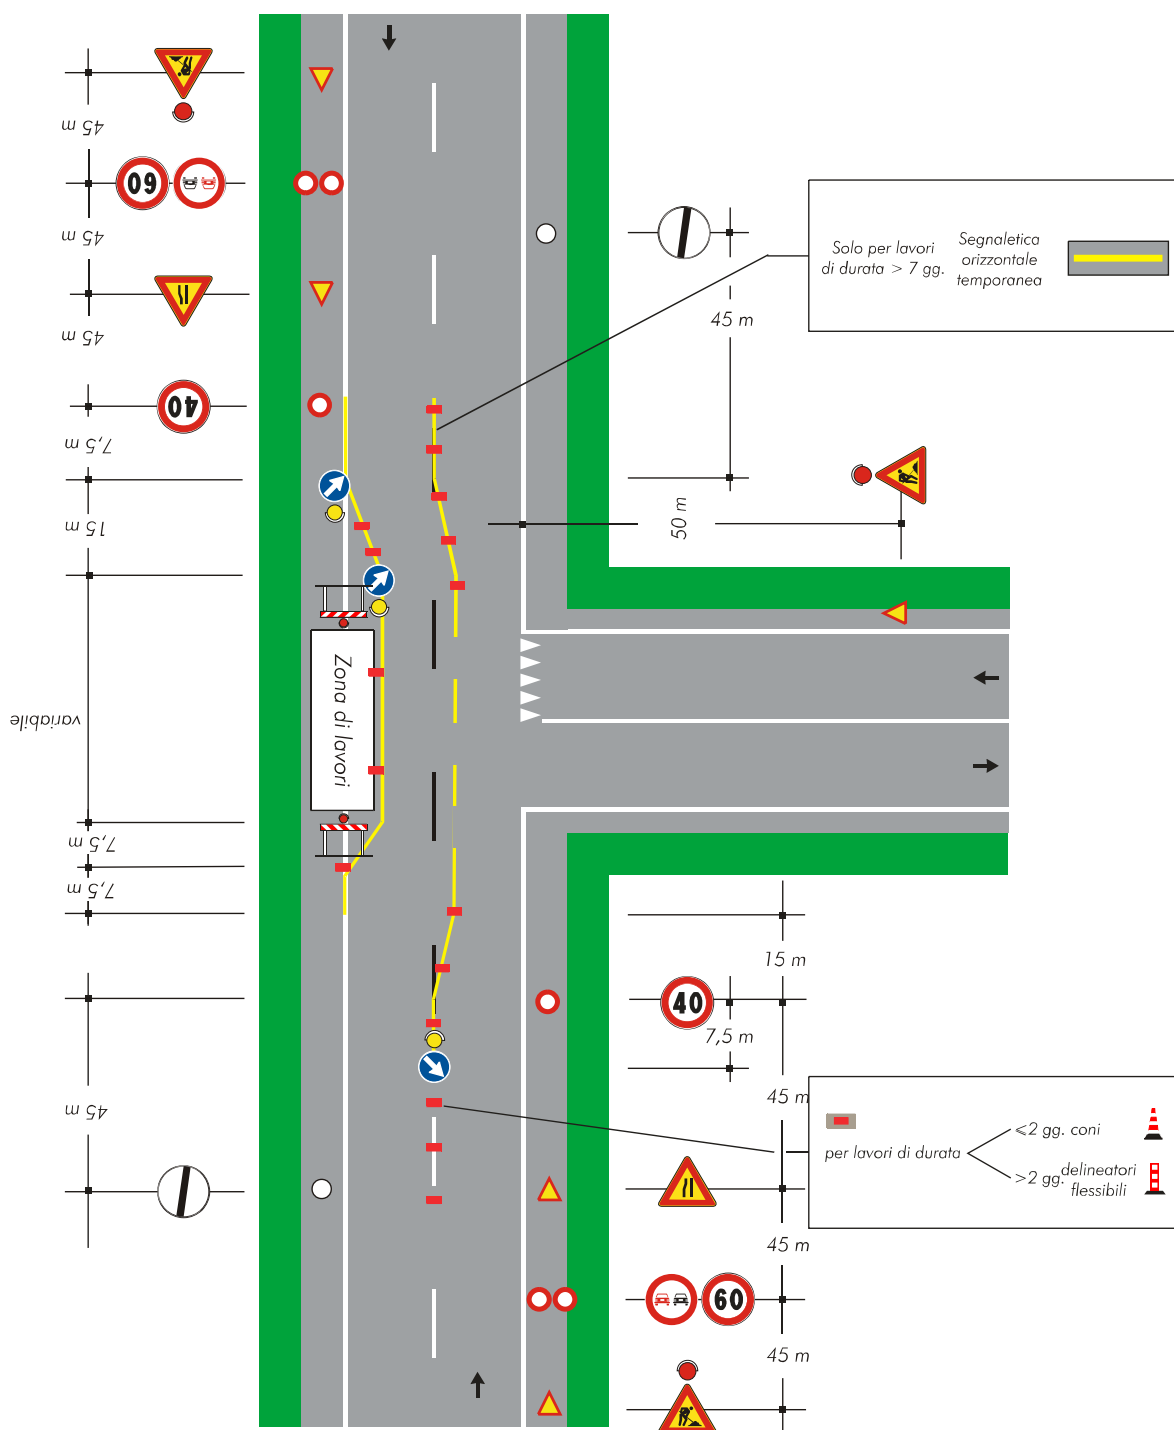 45 m
60
45 m
45 m
40
7,5 m
15 m
variabile
7,5 m
7,5 m
45 m
Zona di lavori
45 m
50 m
Solo per lavori
di durata > 7 gg.
Segnaletica
orizzontale
temporanea
15 m
40
7,5 m
45 m
per lavori di durata
⩽2 gg. coni
>2 gg. delineatori
flessibili
45 m
60
45 m